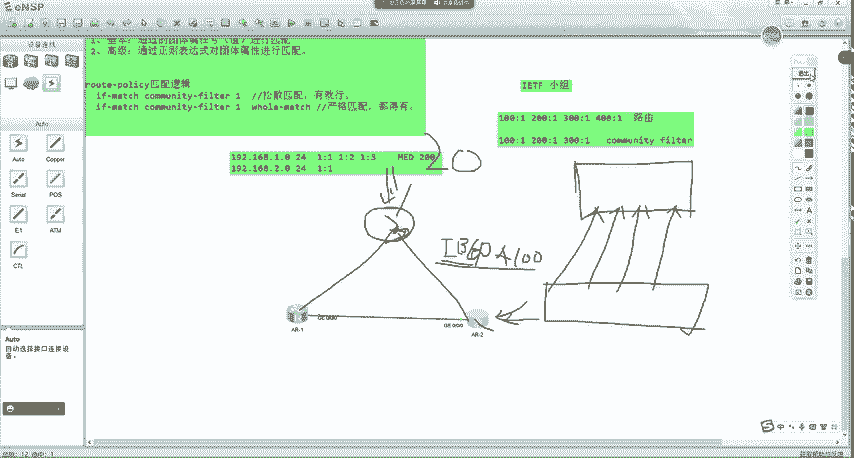 eNSP
设备连线
1、基本：通过的团体属性号（值）进行匹配
2、高级：通过正则表达式对团体属性进行匹配。
route-policy匹配逻辑
if-match community-filter 1 //松散匹配，有就行。
if-match community-filter 1 whole-match //严格匹配，都得有。
IETF 小组
100:1 200:1 300:1 400:1 路由
100:1 200:1 300:1 community filter
192.168.1.0 24 1:1 1:2 1:3 MED 200
192.168.2.0 24 1:1
20
A100
AR-1
GE 0/0/0
GE 0/0/0
AR-2
Auto
Auto
Copper
Serial
POS
E1
ATM
CTL
Auto
自动选择接口连接设备。